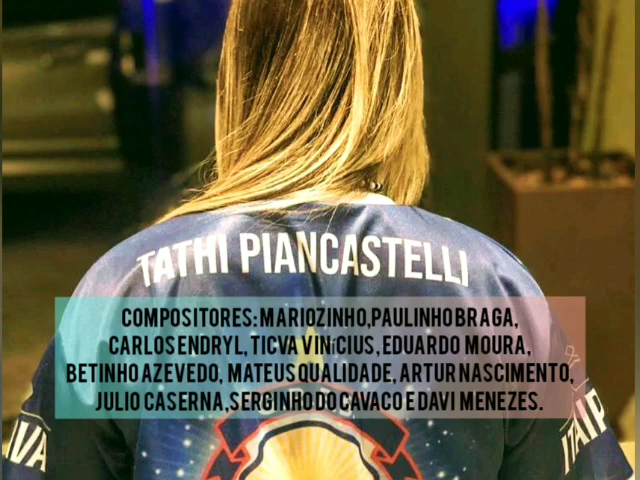 TATHI PIANCASTELLI
COMPOSITORES: MARIOZINHO,PAULINHO BRAGA,
CARLOS ENDRYL, TICVA VINíCIUS, EDUARDO MOURA,
BETINHO AZEVEDO, MATEUS QUALIDADE, ARTUR NASCIMENTO,
JULIO CASERNA,SERGINHO DO CAVACO E DAVI MENEZES.